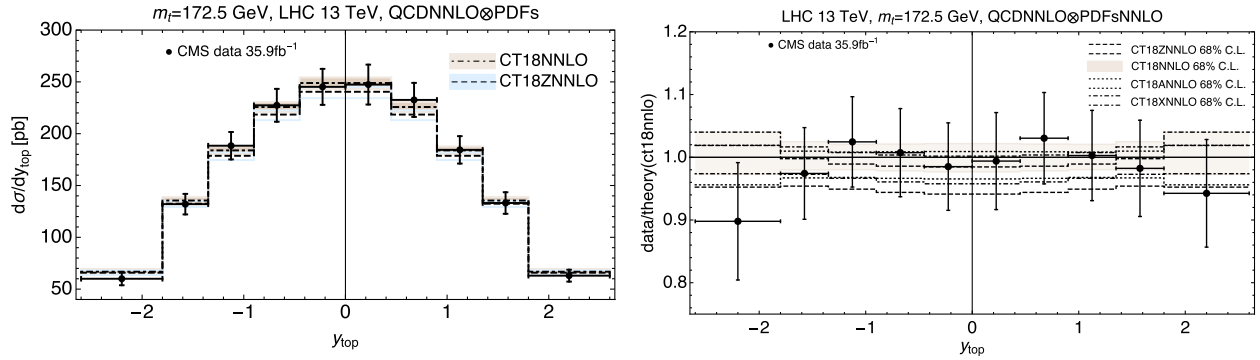 m_t=172.5 GeV, LHC 13 TeV, QCDNNLO⊗PDFs
300
250
200
150
100
50
dσ/dy_top [pb]
CMS data 35.9fb⁻¹
CT18NNLO
CT18ZNNLO
-2 -1 0 1 2
y_top
LHC 13 TeV, m_t=172.5 GeV, QCDNNLO⊗PDFsNNLO
1.1
1.0
0.9
0.8
data/theory(ct18nnlo)
CMS data 35.9fb⁻¹
CT18ZNNLO 68% C.L.
CT18NNLO 68% C.L.
CT18ANNLO 68% C.L.
CT18XNNLO 68% C.L.
-2 -1 0 1 2
y_top